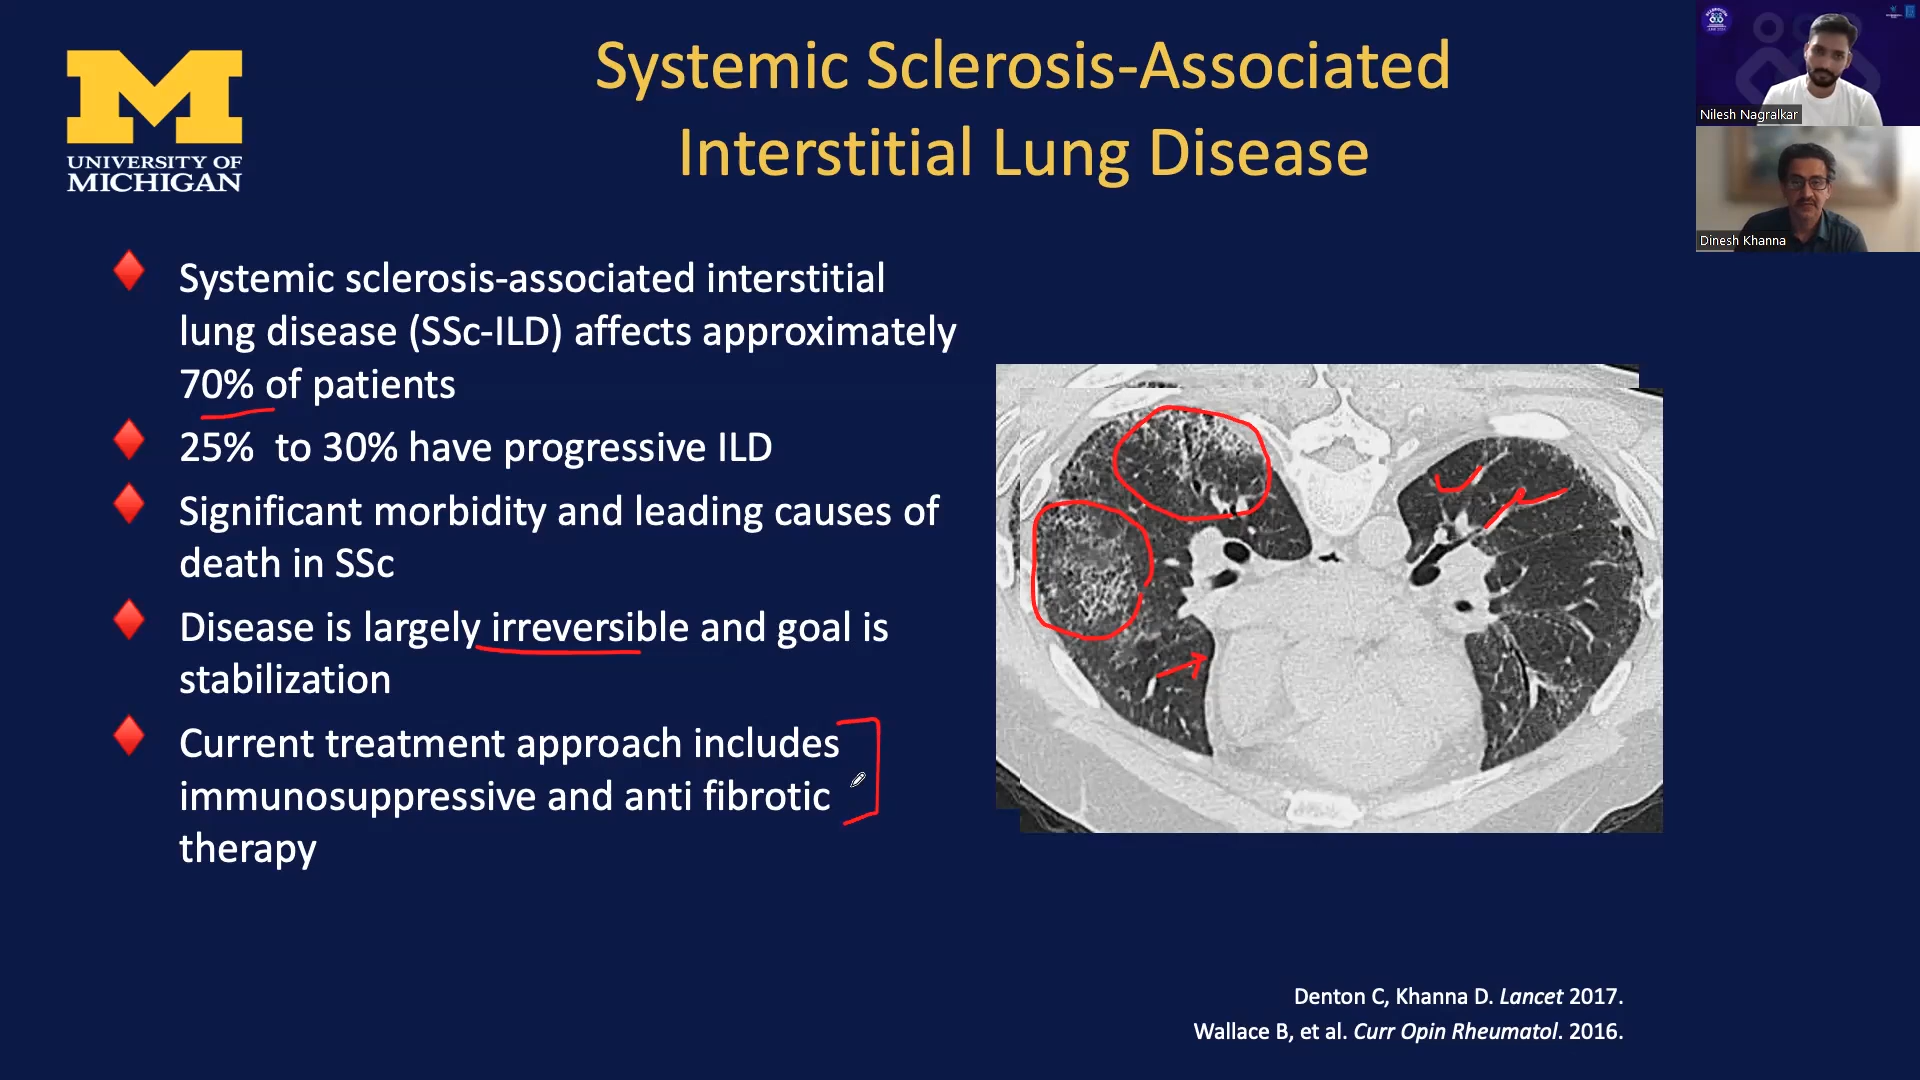 Systemic Sclerosis-Associated
Interstitial Lung Disease
UNIVERSITY OF
MICHIGAN
Nilesh Nagralkar
Dinesh Khanna
Systemic sclerosis-associated interstitial
lung disease (SSc-ILD) affects approximately
70% of patients
25% to 30% have progressive ILD
Significant morbidity and leading causes of
death in SSc
Disease is largely irreversible and goal is
stabilization
Current treatment approach includes
immunosuppressive and anti fibrotic
therapy
Denton C, Khanna D. Lancet 2017.
Wallace B, et al. Curr Opin Rheumatol. 2016.